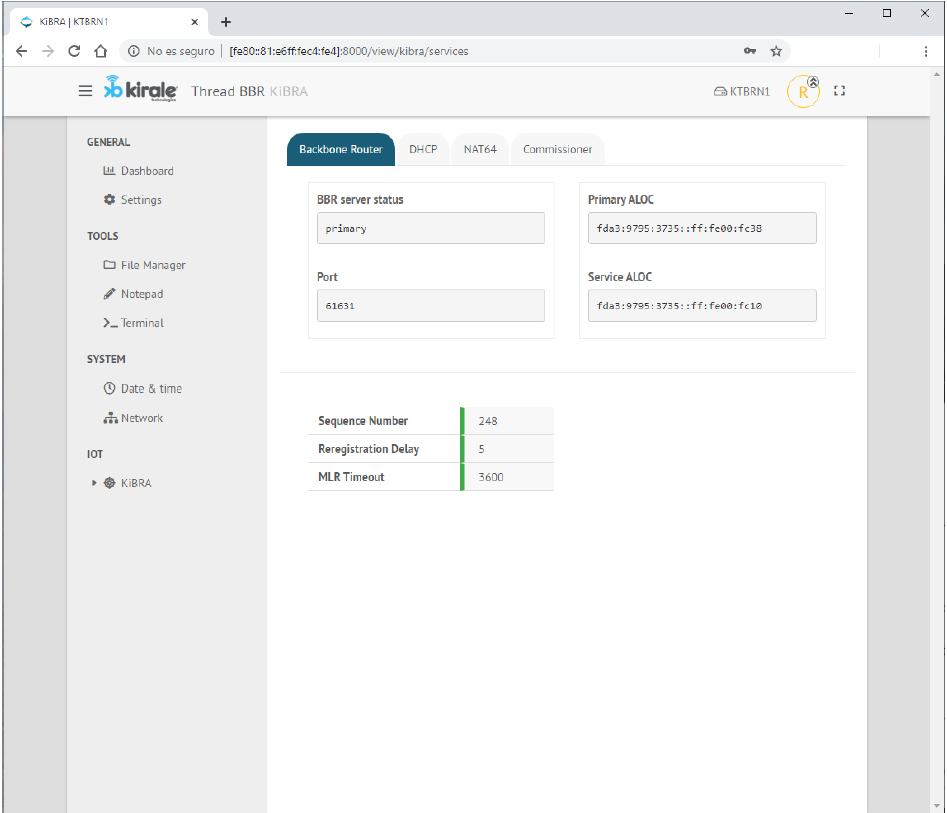 KiBRA | KTBRN1
No es seguro | [fe80::81:e6ff:fec4:fe4]:8000/view/kibra/services
kirale technologies Thread BBR KiBRA KTBRN1 R
GENERAL
Dashboard
Settings
TOOLS
File Manager
Notepad
Terminal
SYSTEM
Date & time
Network
IOT
KiBRA
Backbone Router DHCP NAT64 Commissioner
BBR server status
primary
Port
61631
Primary ALOC
fda3:9795:3735::ff:fe00:fc38
Service ALOC
fda3:9795:3735::ff:fe00:fc10
Sequence Number 248
Reregistration Delay 5
MLR Timeout 3600